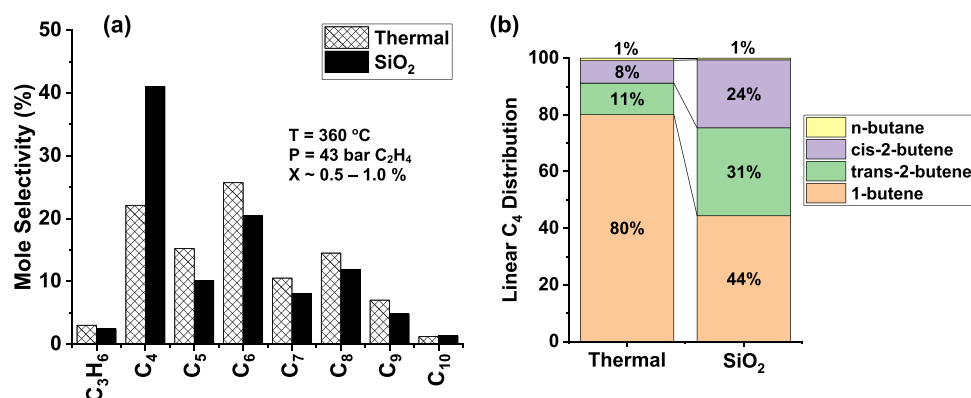 (a)
Mole Selectivity (%)
50
40
30
20
10
0
Thermal
SiO₂
T = 360 °C
P = 43 bar C₂H₄
X ~ 0.5 – 1.0 %
C₃H₆ C₄ C₅ C₆ C₇ C₈ C₉ C₁₀
(b)
Linear C₄ Distribution
100
80
60
40
20
0
1% 1%
8% 24%
11% 31%
80% 44%
Thermal SiO₂
n-butane
cis-2-butene
trans-2-butene
1-butene